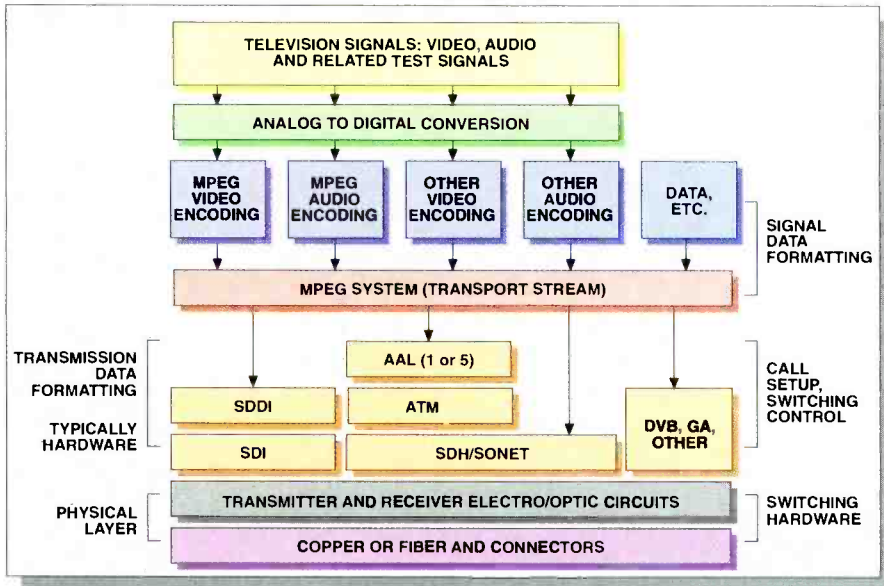 TELEVISION SIGNALS: VIDEO, AUDIO
AND RELATED TEST SIGNALS
ANALOG TO DIGITAL CONVERSION
MPEG
VIDEO
ENCODING
MPEG
AUDIO
ENCODING
OTHER
VIDEO
ENCODING
OTHER
AUDIO
ENCODING
DATA,
ETC.
SIGNAL
DATA
FORMATTING
MPEG SYSTEM (TRANSPORT STREAM)
TRANSMISSION
DATA
FORMATTING
TYPICALLY
HARDWARE
AAL (1 or 5)
SDDI
ATM
SDI
SDH/SONET
DVB, GA,
OTHER
CALL
SETUP,
SWITCHING
CONTROL
PHYSICAL
LAYER
TRANSMITTER AND RECEIVER ELECTRO/OPTIC CIRCUITS
COPPER OR FIBER AND CONNECTORS
SWITCHING
HARDWARE